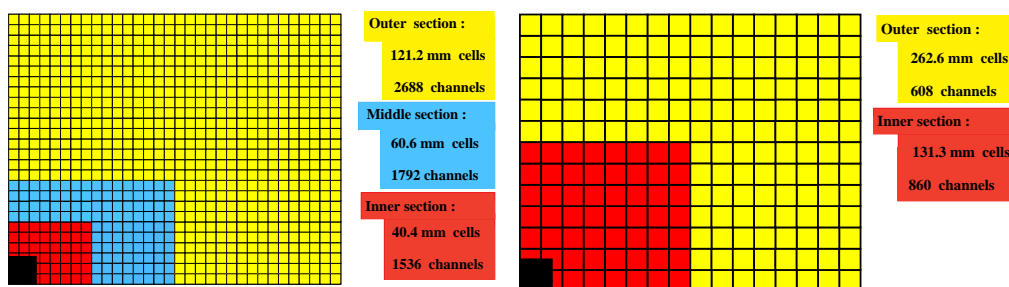 Outer section :
121.2 mm cells
2688 channels
Middle section :
60.6 mm cells
1792 channels
Inner section :
40.4 mm cells
1536 channels
Outer section :
262.6 mm cells
608 channels
Inner section :
131.3 mm cells
860 channels